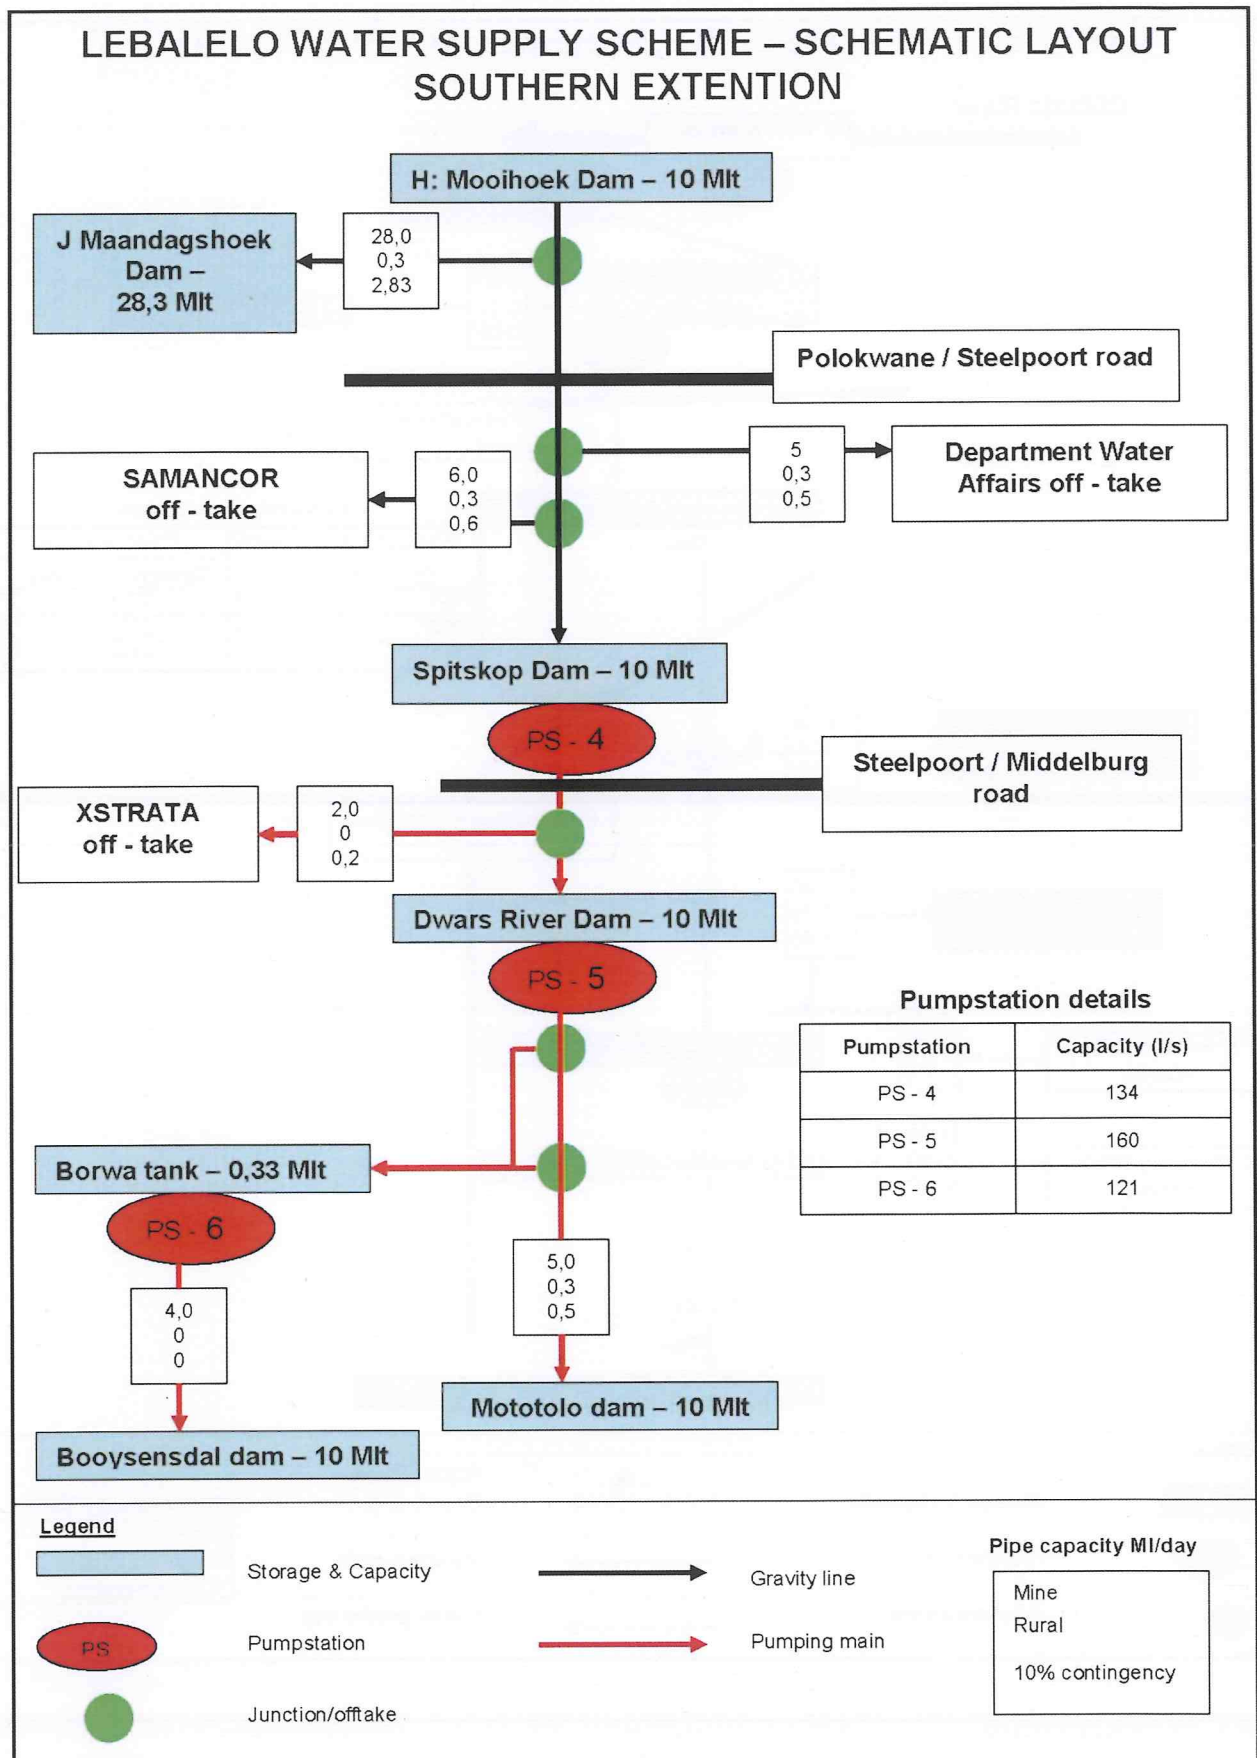 LEBALELO WATER SUPPLY SCHEME – SCHEMATIC LAYOUT
SOUTHERN EXTENTION
H: Mooihoek Dam – 10 Mlt
J Maandagshoek
Dam –
28,3 Mlt
28,0
0,3
2,83
Polokwane / Steelpoort road
SAMANCOR
off - take
6,0
0,3
0,6
5
0,3
0,5
Department Water
Affairs off - take
Spitskop Dam – 10 Mlt
PS - 4
Steelpoort / Middelburg
road
XSTRATA
off - take
2,0
0
0,2
Dwars River Dam – 10 Mlt
PS - 5
Pumpstation details
Pumpstation Capacity (l/s)
PS - 4 134
PS - 5 160
PS - 6 121
Borwa tank – 0,33 Mlt
PS - 6
4,0
0
0
5,0
0,3
0,5
Mototolo dam – 10 Mlt
Booysensdal dam – 10 Mlt
Legend
Storage & Capacity
Gravity line
PS
Pumpstation
Pumping main
Junction/offtake
Pipe capacity Ml/day
Mine
Rural
10% contingency